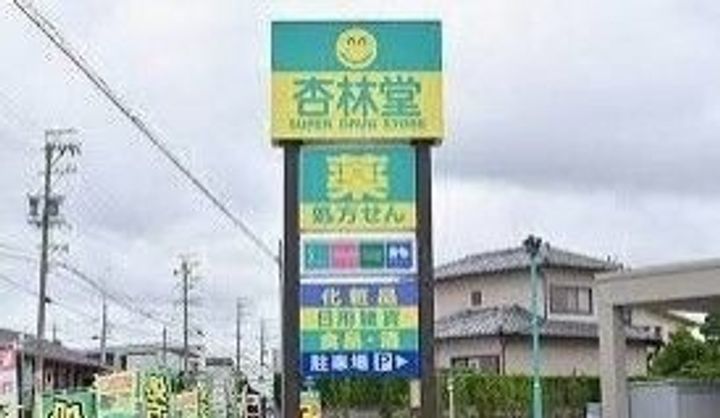 杏林堂
SUPER DRUG STORE
薬
処方せん
化粧品
日用雑貨
食品・酒
駐車場 P